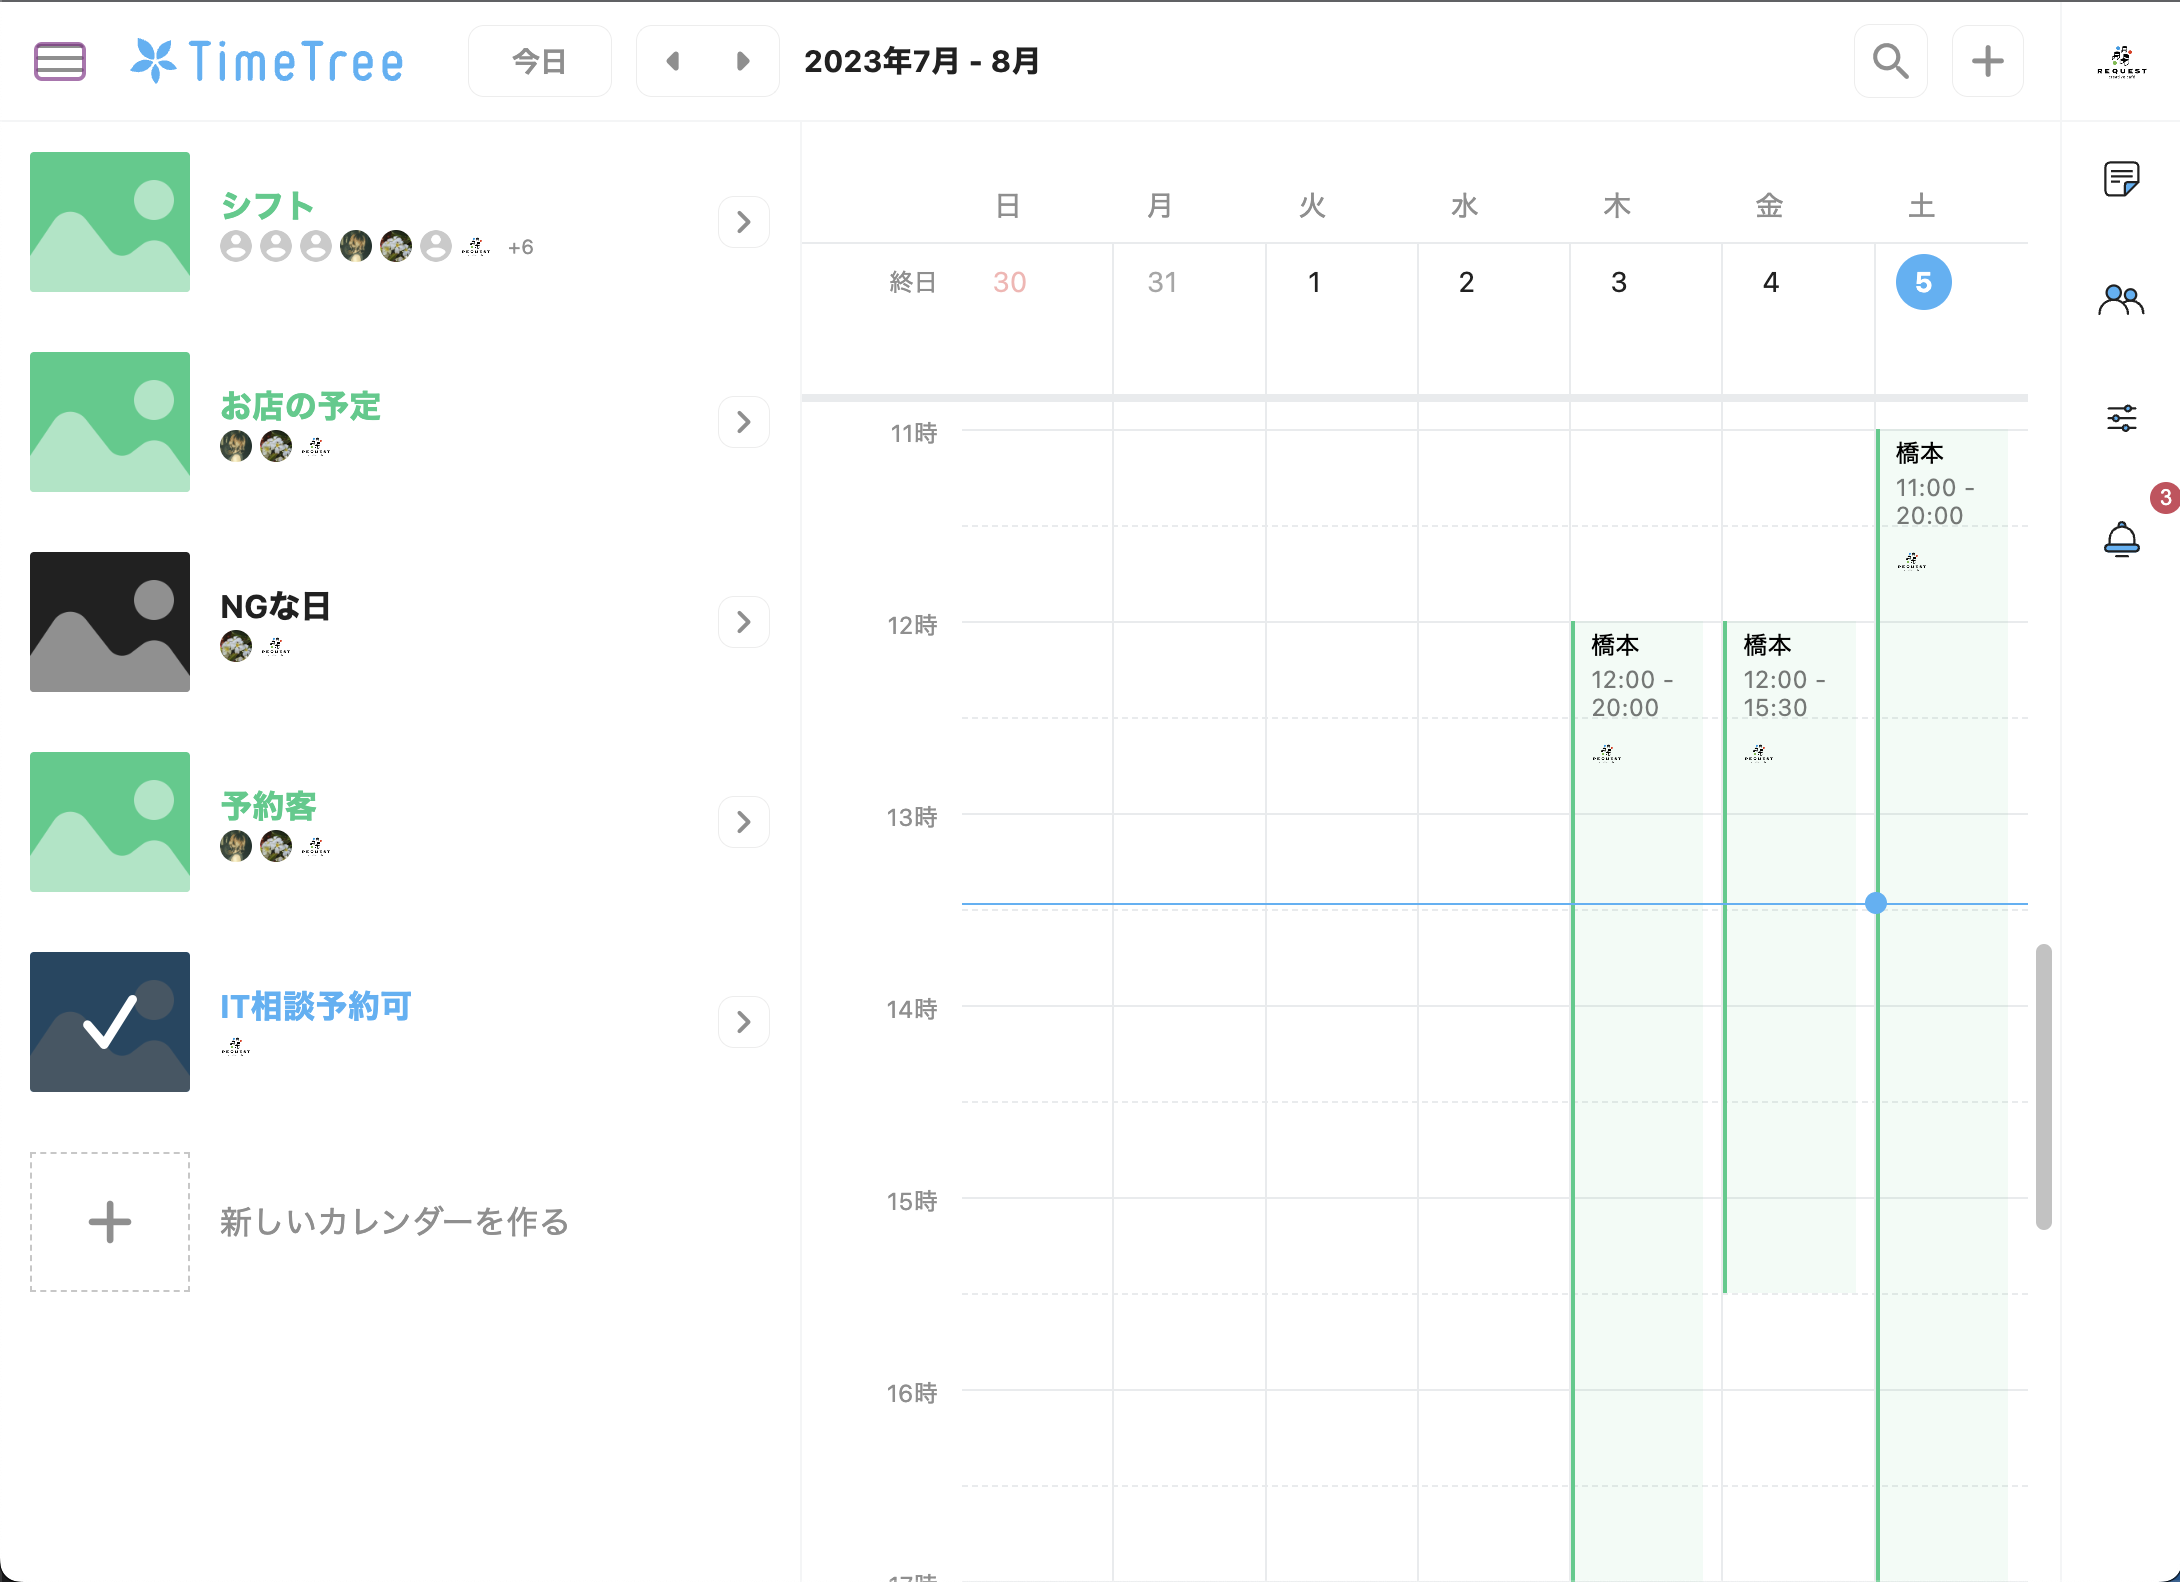 TimeTree
今日
2023年7月 - 8月
REQUEST
シフト
+6
お店の予定
NGな日
予約客
IT相談予約可
新しいカレンダーを作る
日 月 火 水 木 金 土
終日 30 31 1 2 3 4 5
11時
12時
13時
14時
15時
16時
17時
橋本
12:00 -
20:00
橋本
12:00 -
15:30
橋本
11:00 -
20:00
3